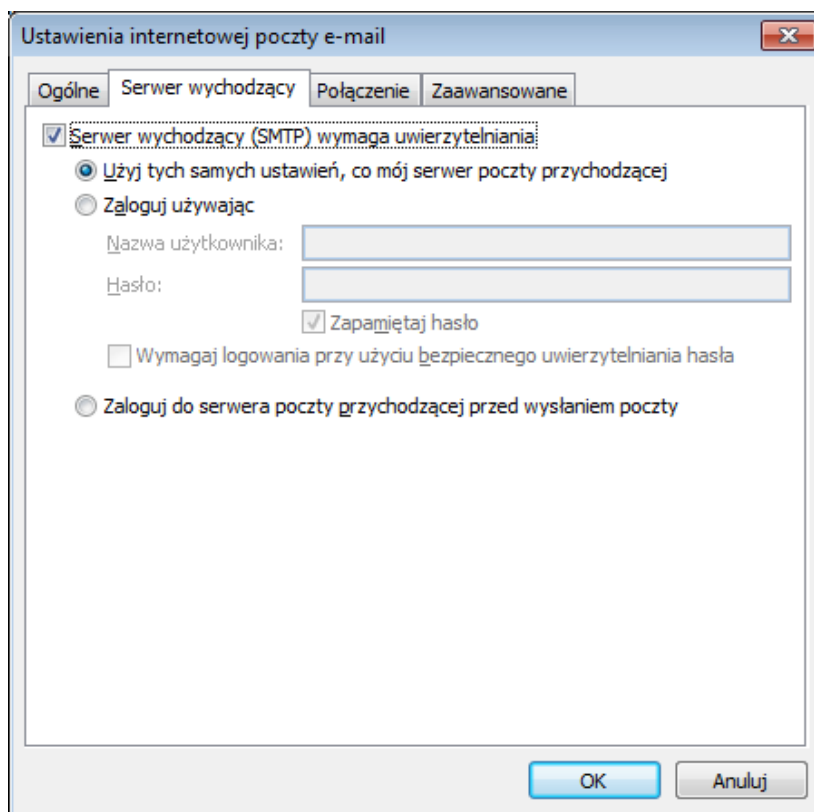 Ustawienia internetowej poczty e-mail
Ogólne Serwer wychodzący Połączenie Zaawansowane
Serwer wychodzący (SMTP) wymaga uwierzytelniania
Użyj tych samych ustawień, co mój serwer poczty przychodzącej
Zaloguj używając
Nazwa użytkownika:
Hasło:
Zapamiętaj hasło
Wymagaj logowania przy użyciu bezpiecznego uwierzytelniania hasła
Zaloguj do serwera poczty przychodzącej przed wysłaniem poczty
OK Anuluj